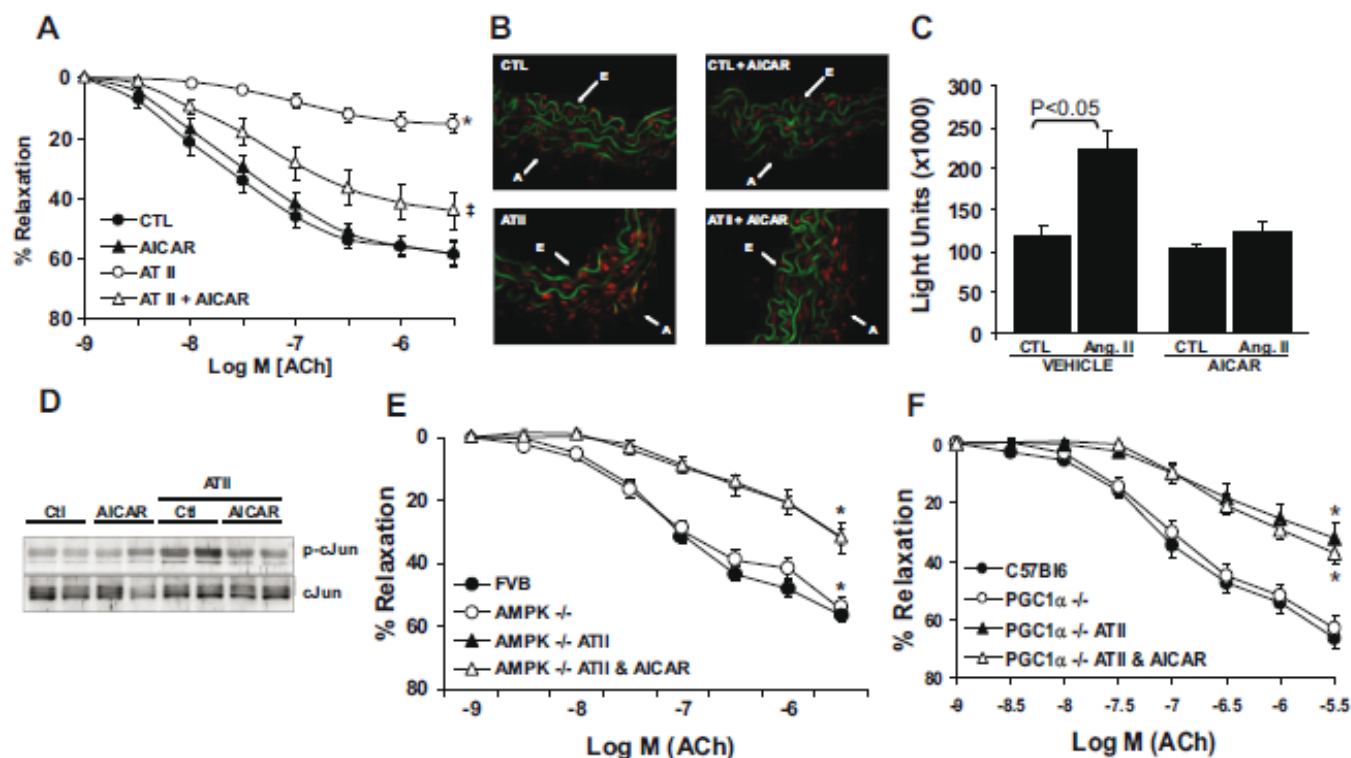 A
0
20
40
60
80
% Relaxation
CTL
AICAR
AT II
AT II + AICAR
*
‡
-9
-8
-7
-6
Log M [ACh]
B
CTL
E
A
CTL + AICAR
E
A
ATII
E
A
ATII + AICAR
E
A
C
300
250
200
150
100
50
0
Light Units (x1000)
P<0.05
CTL
Ang. II
CTL
Ang. II
VEHICLE
AICAR
D
ATII
Ctl
AICAR
Ctl
AICAR
p-cJun
cJun
E
0
20
40
60
80
% Relaxation
*
*
FVB
AMPK -/-
AMPK -/- ATII
AMPK -/- ATII & AICAR
-9
-8
-7
-6
Log M (ACh)
F
0
20
40
60
80
% Relaxation
*
*
C57Bl6
PGC1α -/-
PGC1α -/- ATII
PGC1α -/- ATII & AICAR
-9
-8.5
-8
-7.5
-7
-6.5
-6
-5.5
Log M (ACh)